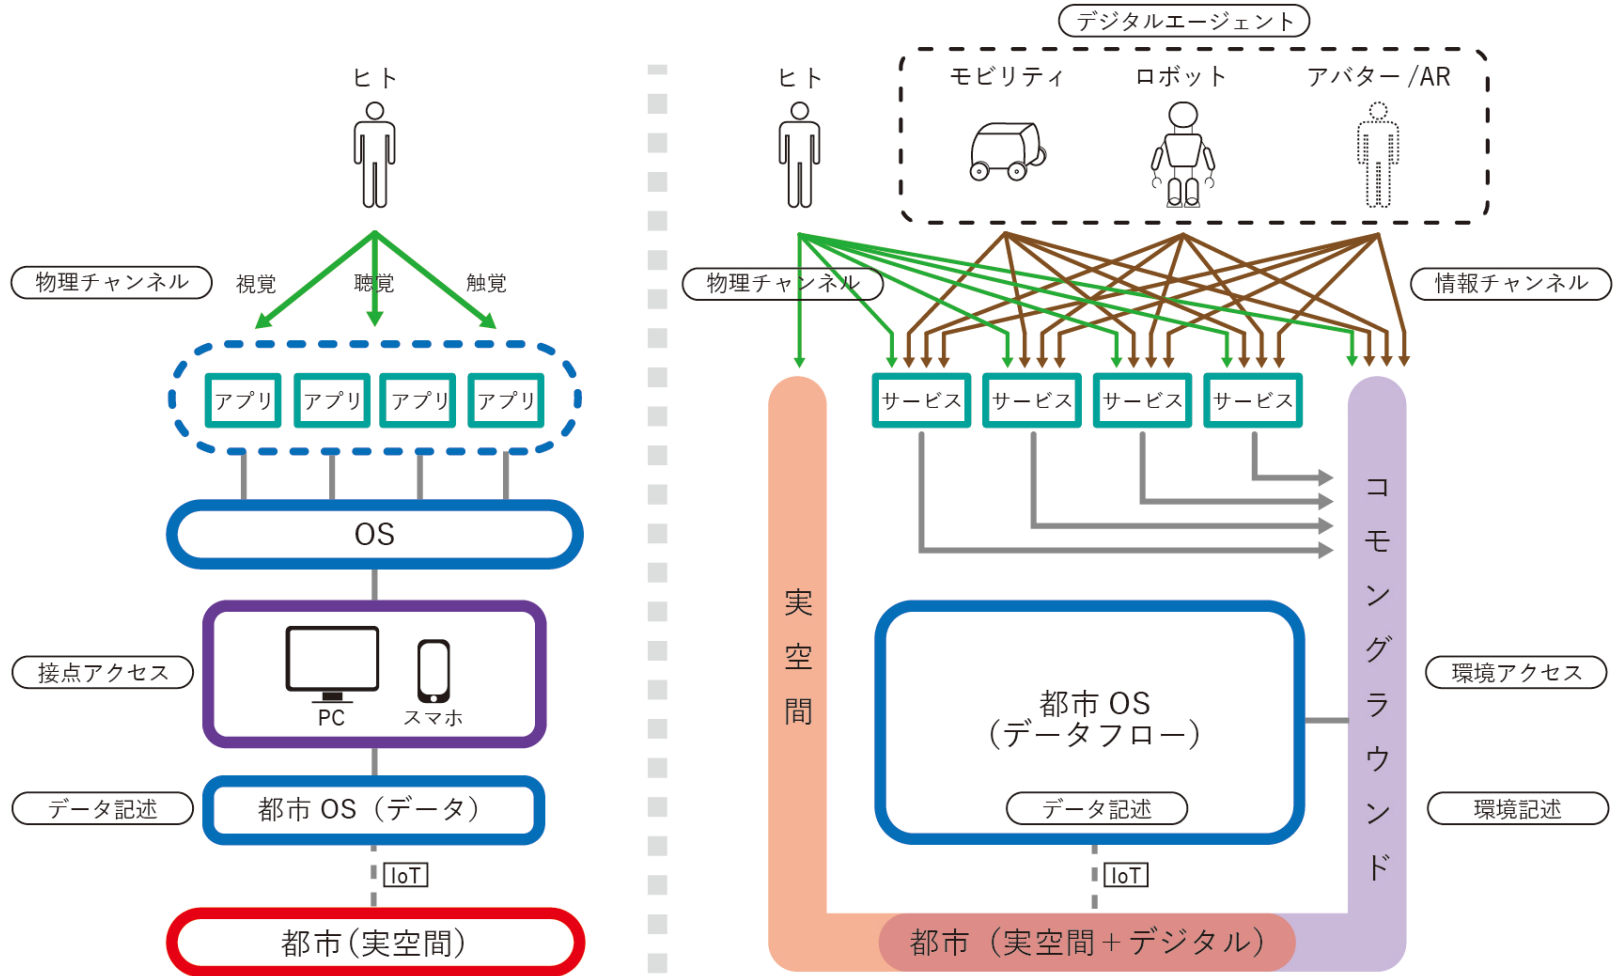 ヒト
物理チャンネル
視覚
聴覚
触覚
アプリ
アプリ
アプリ
アプリ
OS
接点アクセス
PC
スマホ
データ記述
都市 OS（データ）
IoT
都市(実空間)
デジタルエージェント
ヒト
モビリティ
ロボット
アバター /AR
物理チャンネル
情報チャンネル
サービス
サービス
サービス
サービス
実空間
コモングラウンド
都市 OS
（データフロー）
データ記述
環境アクセス
環境記述
IoT
都市（実空間 + デジタル）